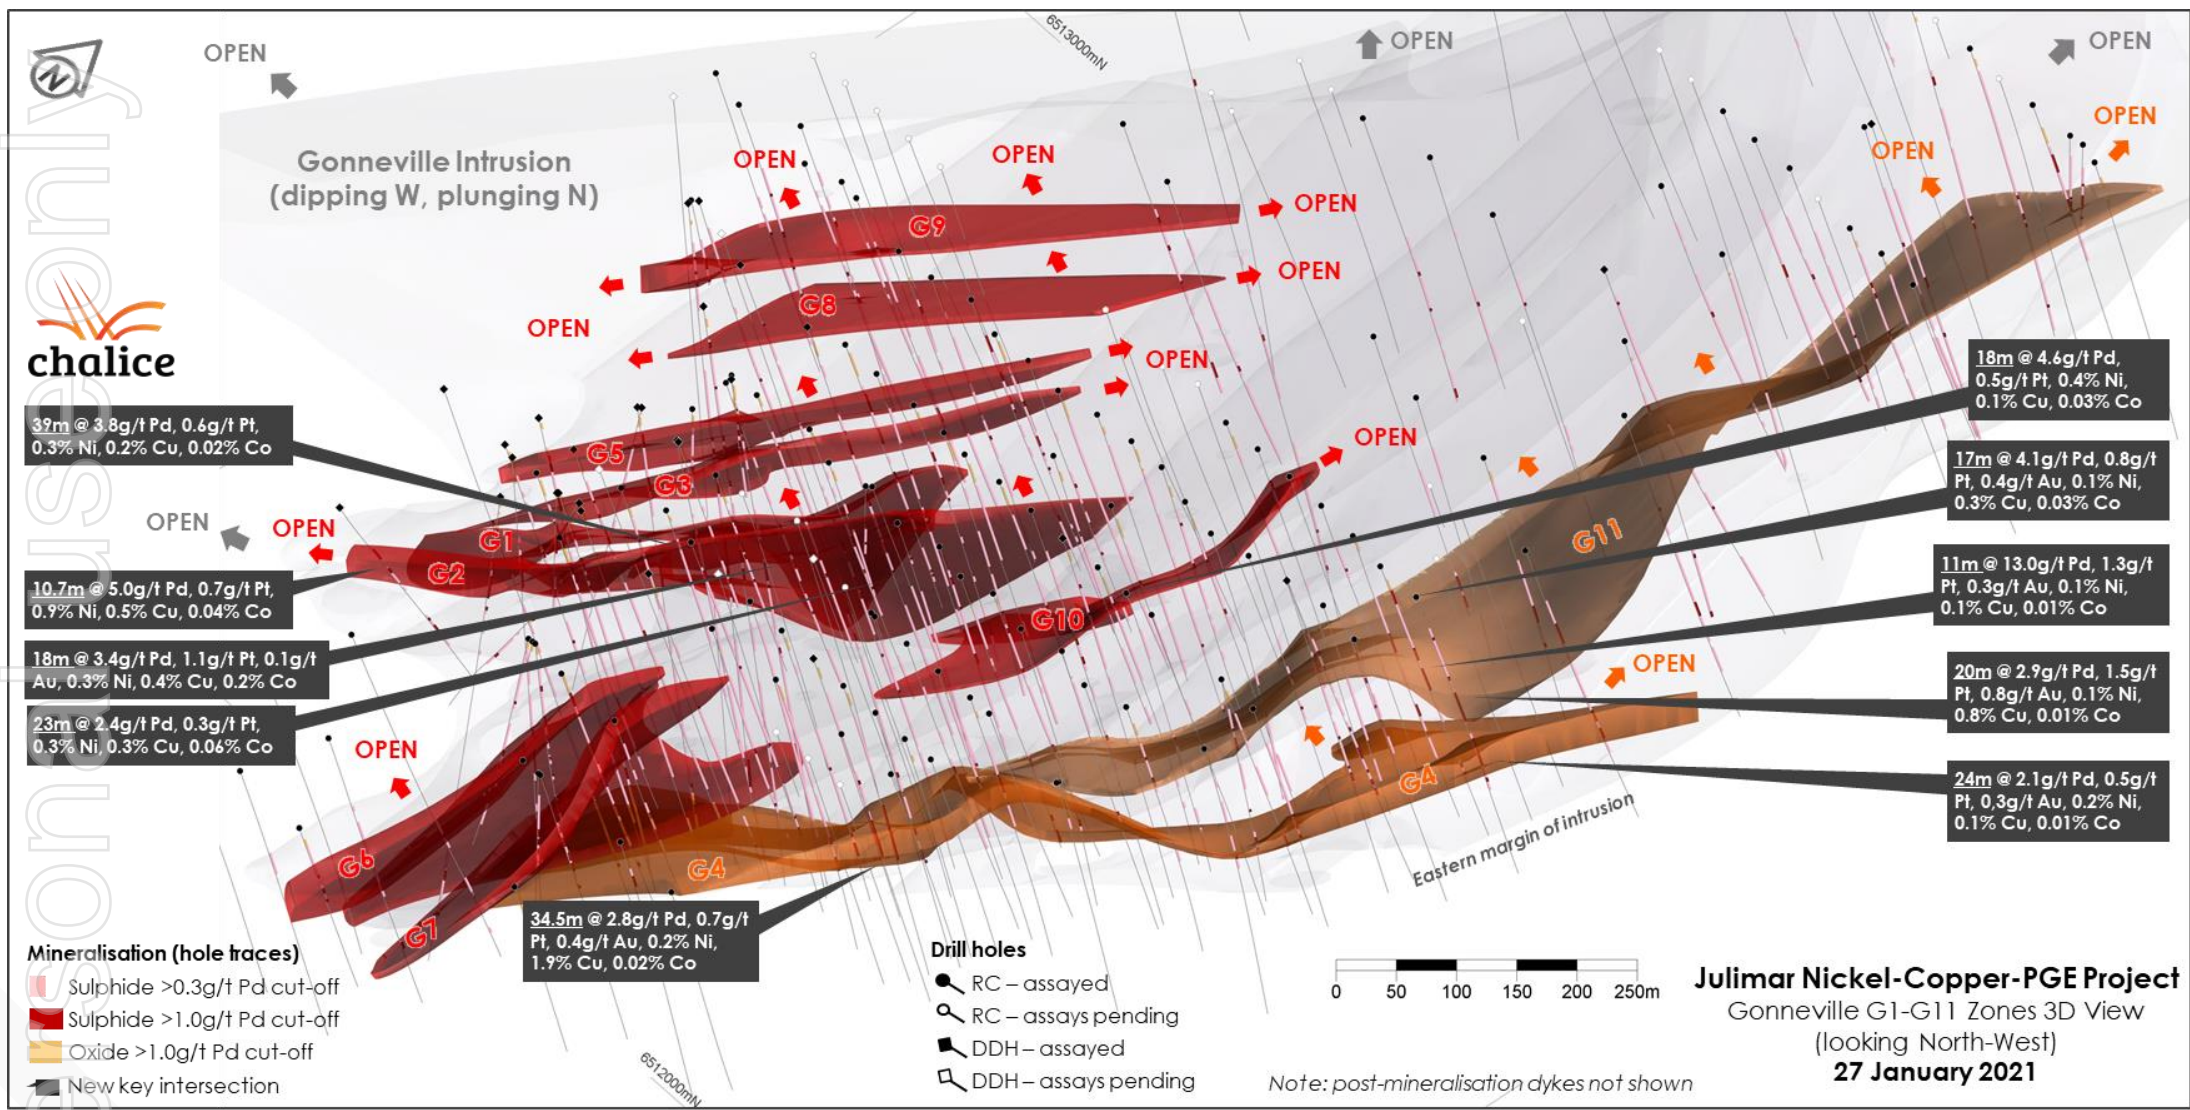 OPEN
6513000mN
OPEN
OPEN
OPEN
OPEN
Gonneville Intrusion
(dipping W, plunging N)
OPEN
OPEN
OPEN
OPEN
G9
OPEN
G8
OPEN
OPEN
OPEN
chalice
N
ersonal use only
39m @ 3.8g/t Pd, 0.6g/t Pt,
0.3% Ni, 0.2% Cu, 0.02% Co
G5
G3
G1
G2
OPEN
OPEN
10.7m @ 5.0g/t Pd, 0.7g/t Pt,
0.9% Ni, 0.5% Cu, 0.04% Co
18m @ 3.4g/t Pd, 1.1g/t Pt, 0.1g/t
Au, 0.3% Ni, 0.4% Cu, 0.2% Co
23m @ 2.4g/t Pd, 0.3g/t Pt,
0.3% Ni, 0.3% Cu, 0.06% Co
OPEN
G10
G11
18m @ 4.6g/t Pd,
0.5g/t Pt, 0.4% Ni,
0.1% Cu, 0.03% Co
17m @ 4.1g/t Pd, 0.8g/t
Pt, 0.4g/t Au, 0.1% Ni,
0.3% Cu, 0.03% Co
11m @ 13.0g/t Pd, 1.3g/t
Pt, 0.3g/t Au, 0.1% Ni,
0.1% Cu, 0.01% Co
20m @ 2.9g/t Pd, 1.5g/t
Pt, 0.8g/t Au, 0.1% Ni,
0.8% Cu, 0.01% Co
24m @ 2.1g/t Pd, 0.5g/t
Pt, 0,3g/t Au, 0.2% Ni,
0.1% Cu, 0.01% Co
OPEN
OPEN
G4
Eastern margin of intrusion
G6
G4
G7
34.5m @ 2.8g/t Pd, 0.7g/t
Pt, 0.4g/t Au, 0.2% Ni,
1.9% Cu, 0.02% Co
Mineralisation (hole traces)
Sulphide >0.3g/t Pd cut-off
Sulphide >1.0g/t Pd cut-off
Oxide >1.0g/t Pd cut-off
New key intersection
6512000mN
Drill holes
RC – assayed
RC – assays pending
DDH – assayed
DDH – assays pending
0 50 100 150 200 250m
Note: post-mineralisation dykes not shown
Julimar Nickel-Copper-PGE Project
Gonneville G1-G11 Zones 3D View
(looking North-West)
27 January 2021